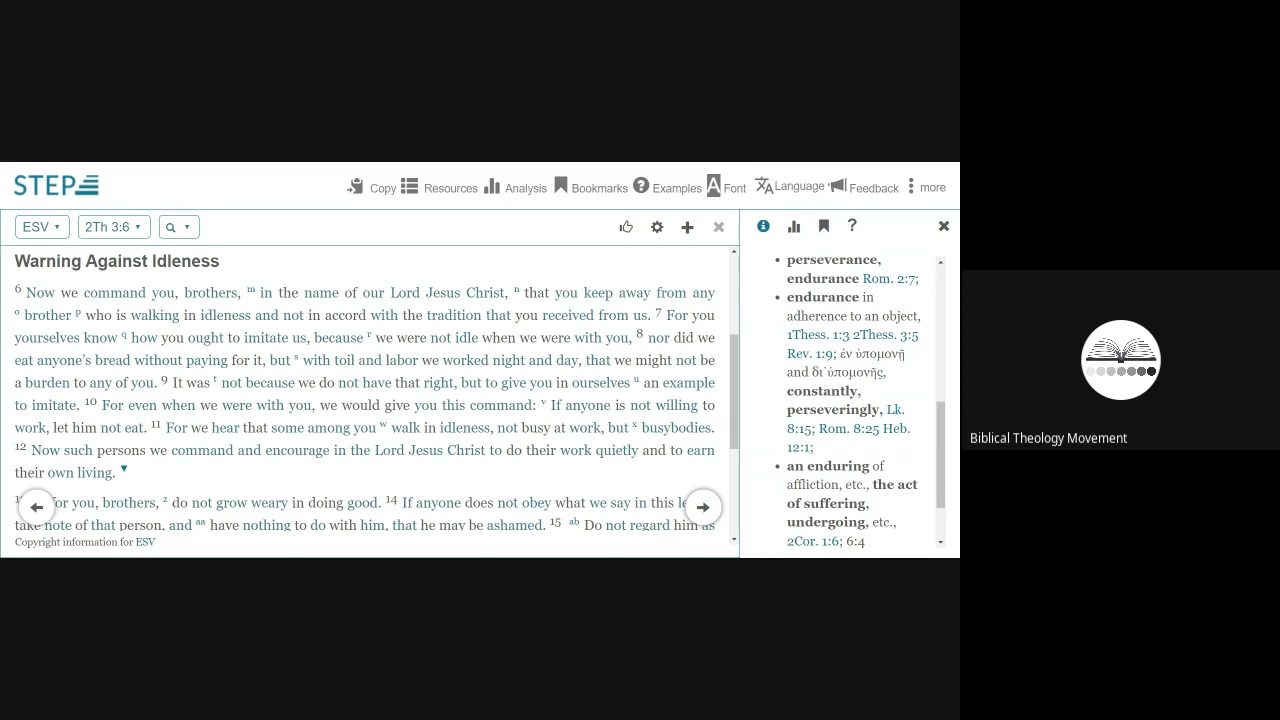 STEP
Copy Resources Analysis Bookmarks Examples Font Language Feedback more
ESV 2Th 3:6
Warning Against Idleness
6 Now we command you, brothers, m in the name of our Lord Jesus Christ, n that you keep away from any
o brother p who is walking in idleness and not in accord with the tradition that you received from us. 7 For you
yourselves know q how you ought to imitate us, because r we were not idle when we were with you, 8 nor did we
eat anyone's bread without paying for it, but s with toil and labor we worked night and day, that we might not be
a burden to any of you. 9 It was t not because we do not have that right, but to give you in ourselves u an example
to imitate. 10 For even when we were with you, we would give you this command: v If anyone is not willing to
work, let him not eat. 11 For we hear that some among you w walk in idleness, not busy at work, but x busybodies.
12 Now such persons we command and encourage in the Lord Jesus Christ to do their work quietly and to earn
their own living.
for you, brothers, z do not grow weary in doing good. 14 If anyone does not obey what we say in this
take note of that person, and aa have nothing to do with him, that he may be ashamed. 15 ab Do not regard him as
Copyright information for ESV
?
• perseverance,
endurance Rom. 2:7;
• endurance in
adherence to an object,
1Thess. 1:3 2Thess. 3:5
Rev. 1:9; ἐν ὑπομονῇ
and δι᾽ὑπομονῆς,
constantly,
perseveringly, Lk.
8:15; Rom. 8:25 Heb.
12:1;
• an enduring of
affliction, etc., the act
of suffering,
undergoing, etc.,
2Cor. 1:6; 6:4
Biblical Theology Movement